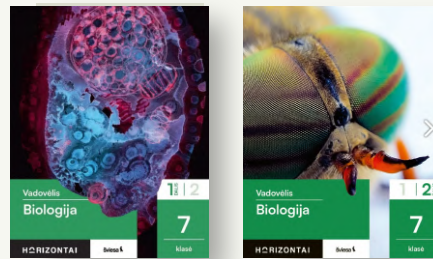 Vadovėlis
Biologija
1 | 2
7
klasė
HORIZONTAI
Šviesa
Vadovėlis
Biologija
1 | 2
7
klasė
HORIZONTAI
Šviesa